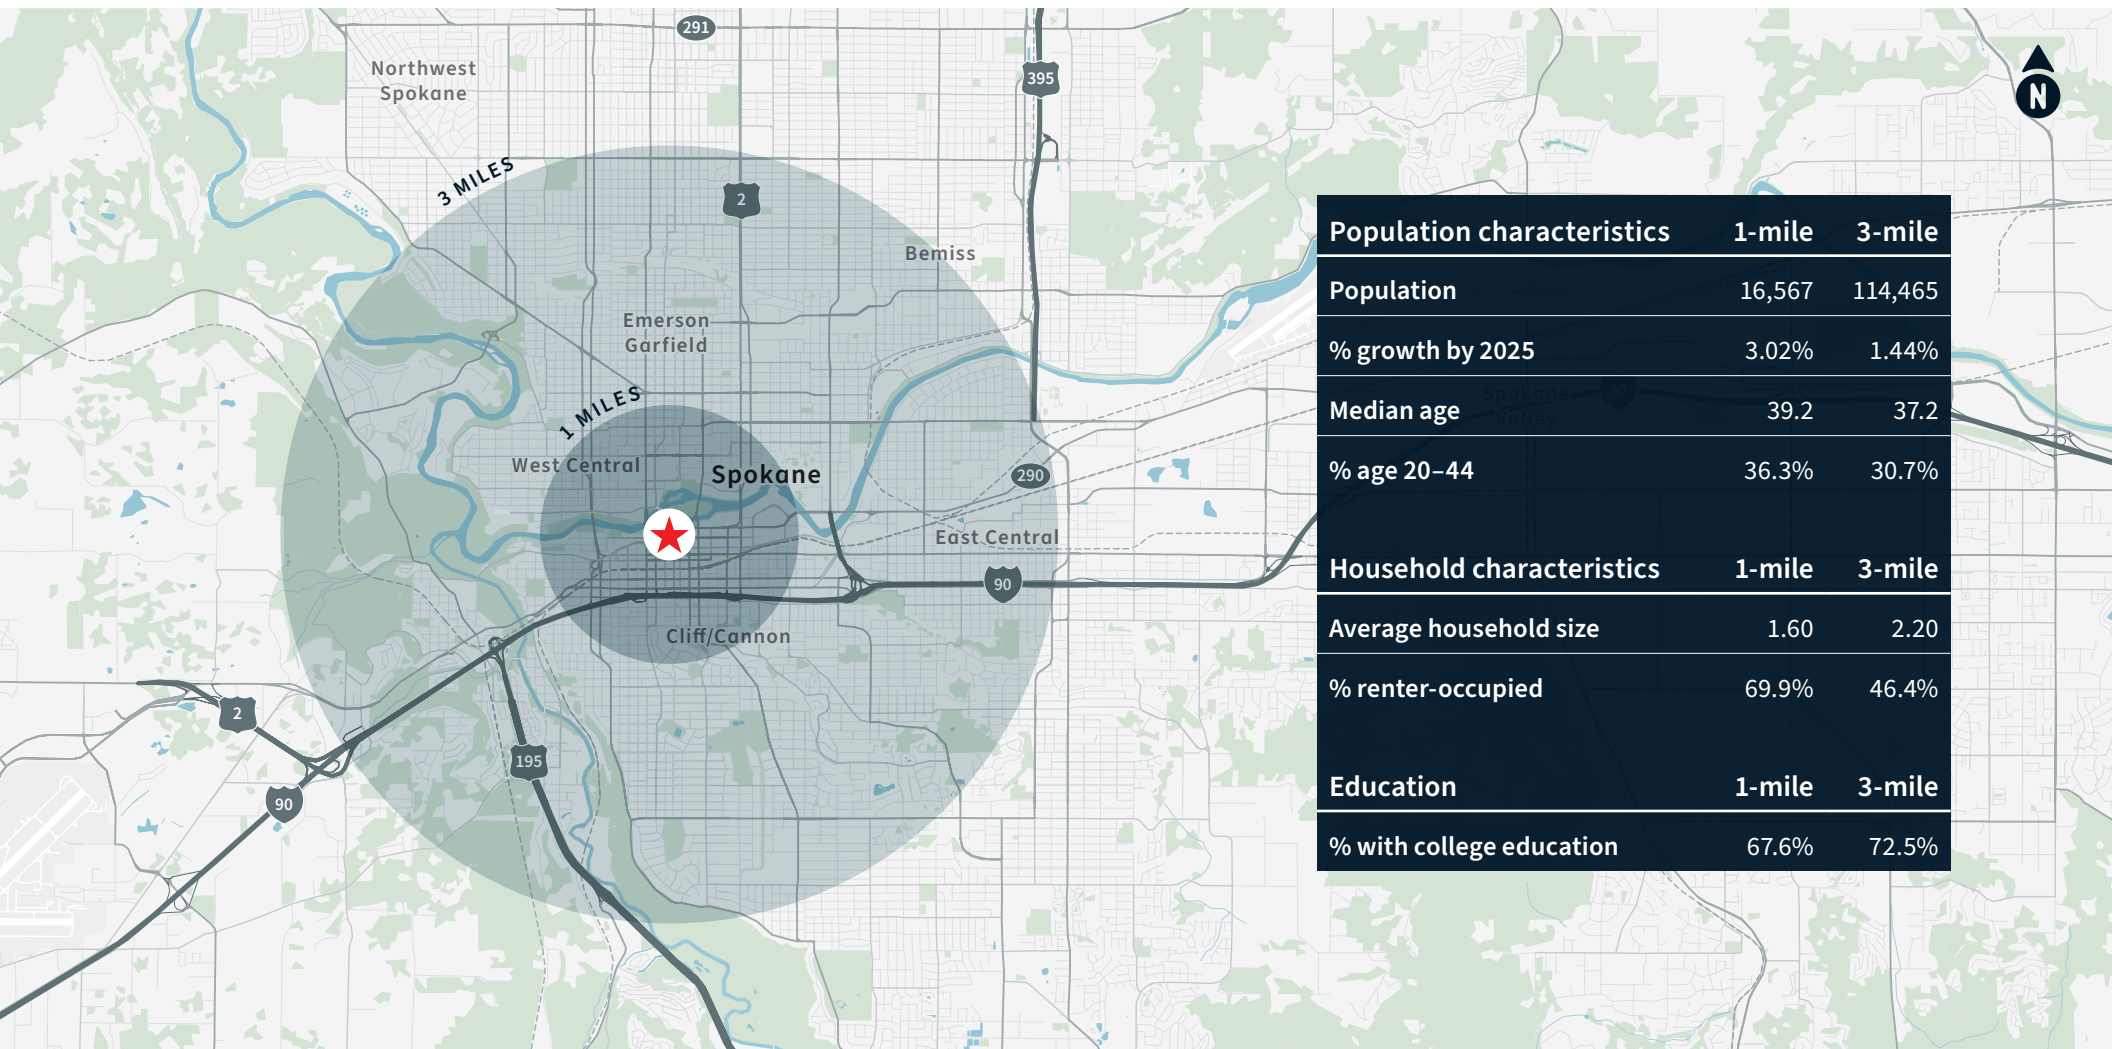 291
Northwest
Spokane
395
N
3 MILES
2
Bemiss
Emerson
Garfield
1 MILES
West Central
Spokane
290
East Central
90
Cliff/Cannon
2
195
90
Population characteristics 1-mile 3-mile
Population 16,567 114,465
% growth by 2025 3.02% 1.44%
Spokane 90
Valley
Median age 39.2 37.2
% age 20–44 36.3% 30.7%
Household characteristics 1-mile 3-mile
Average household size 1.60 2.20
% renter-occupied 69.9% 46.4%
Education 1-mile 3-mile
% with college education 67.6% 72.5%